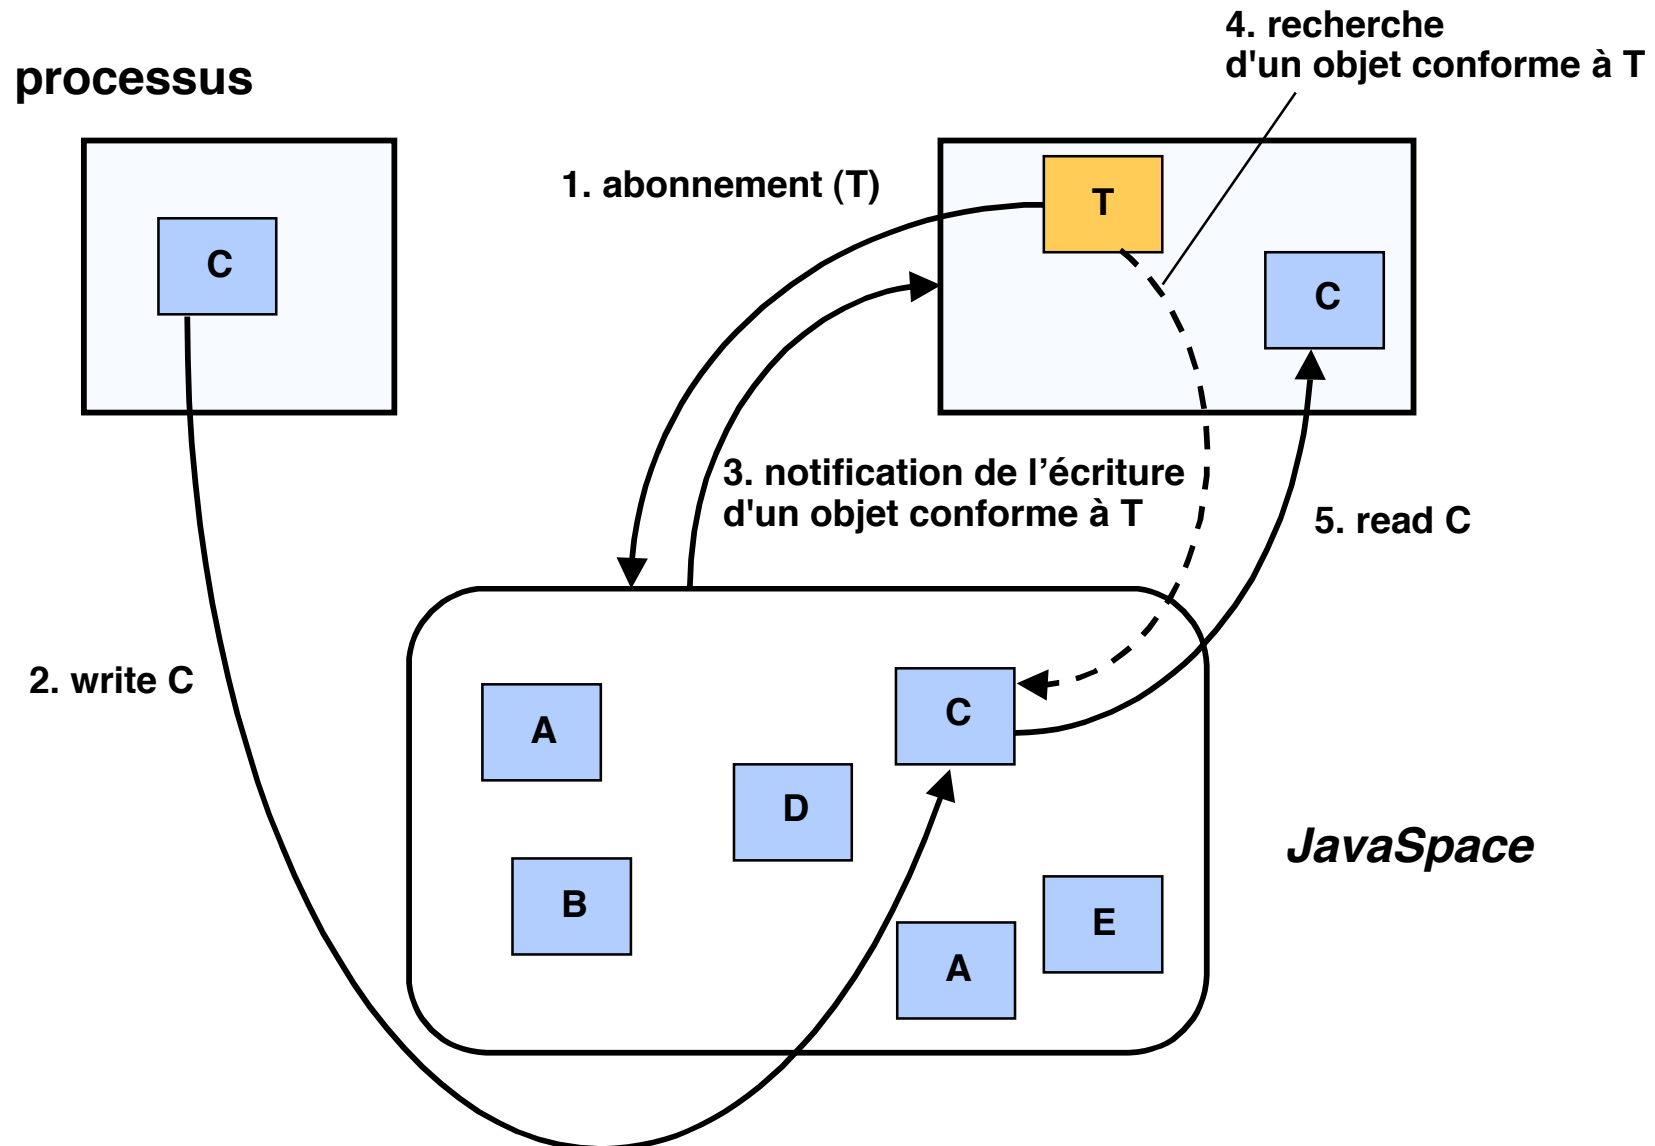 4. recherche
d'un objet conforme à T
processus
1. abonnement (T)
T
C
C
3. notification de l’écriture
d'un objet conforme à T
5. read C
2. write C
A
C
D
JavaSpace
B
E
A